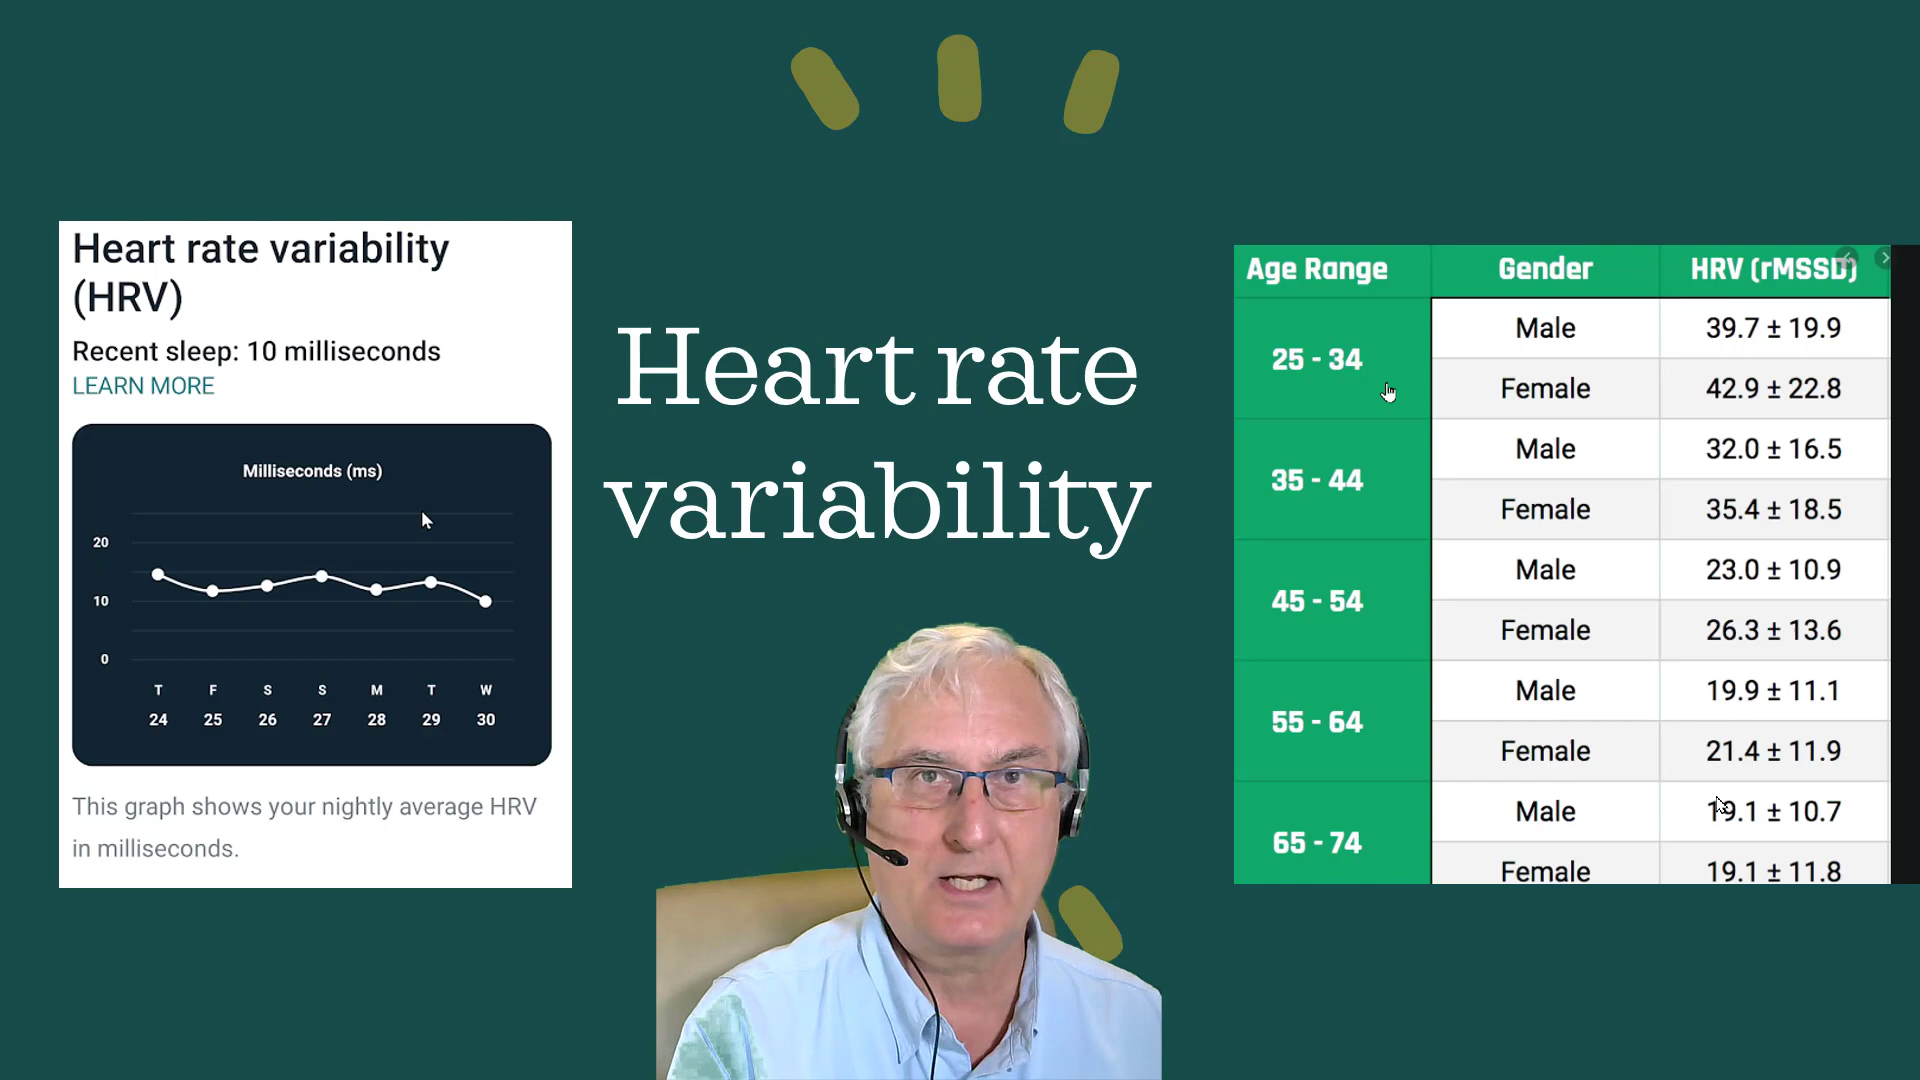 Heart rate variability
(HRV)
Recent sleep: 10 milliseconds
LEARN MORE
Milliseconds (ms)
20
10
0
T F S S M T W
24 25 26 27 28 29 30
This graph shows your nightly average HRV
in milliseconds.
Heart rate
variability
Age Range Gender HRV (rMSSD)
25 - 34 Male 39.7 ± 19.9
Female 42.9 ± 22.8
35 - 44 Male 32.0 ± 16.5
Female 35.4 ± 18.5
45 - 54 Male 23.0 ± 10.9
Female 26.3 ± 13.6
55 - 64 Male 19.9 ± 11.1
Female 21.4 ± 11.9
65 - 74 Male 19.1 ± 10.7
Female 19.1 ± 11.8